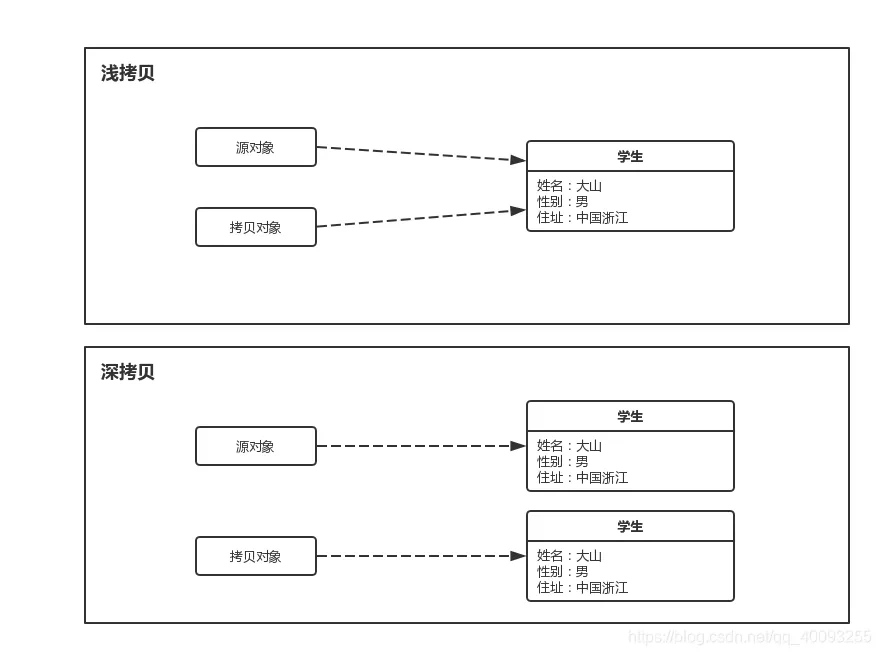 浅拷贝
源对象
拷贝对象
学生
姓名：大山
性别：男
住址：中国浙江
深拷贝
源对象
学生
姓名：大山
性别：男
住址：中国浙江
拷贝对象
学生
姓名：大山
性别：男
住址：中国浙江
https://blog.csdn.net/qq_40093255